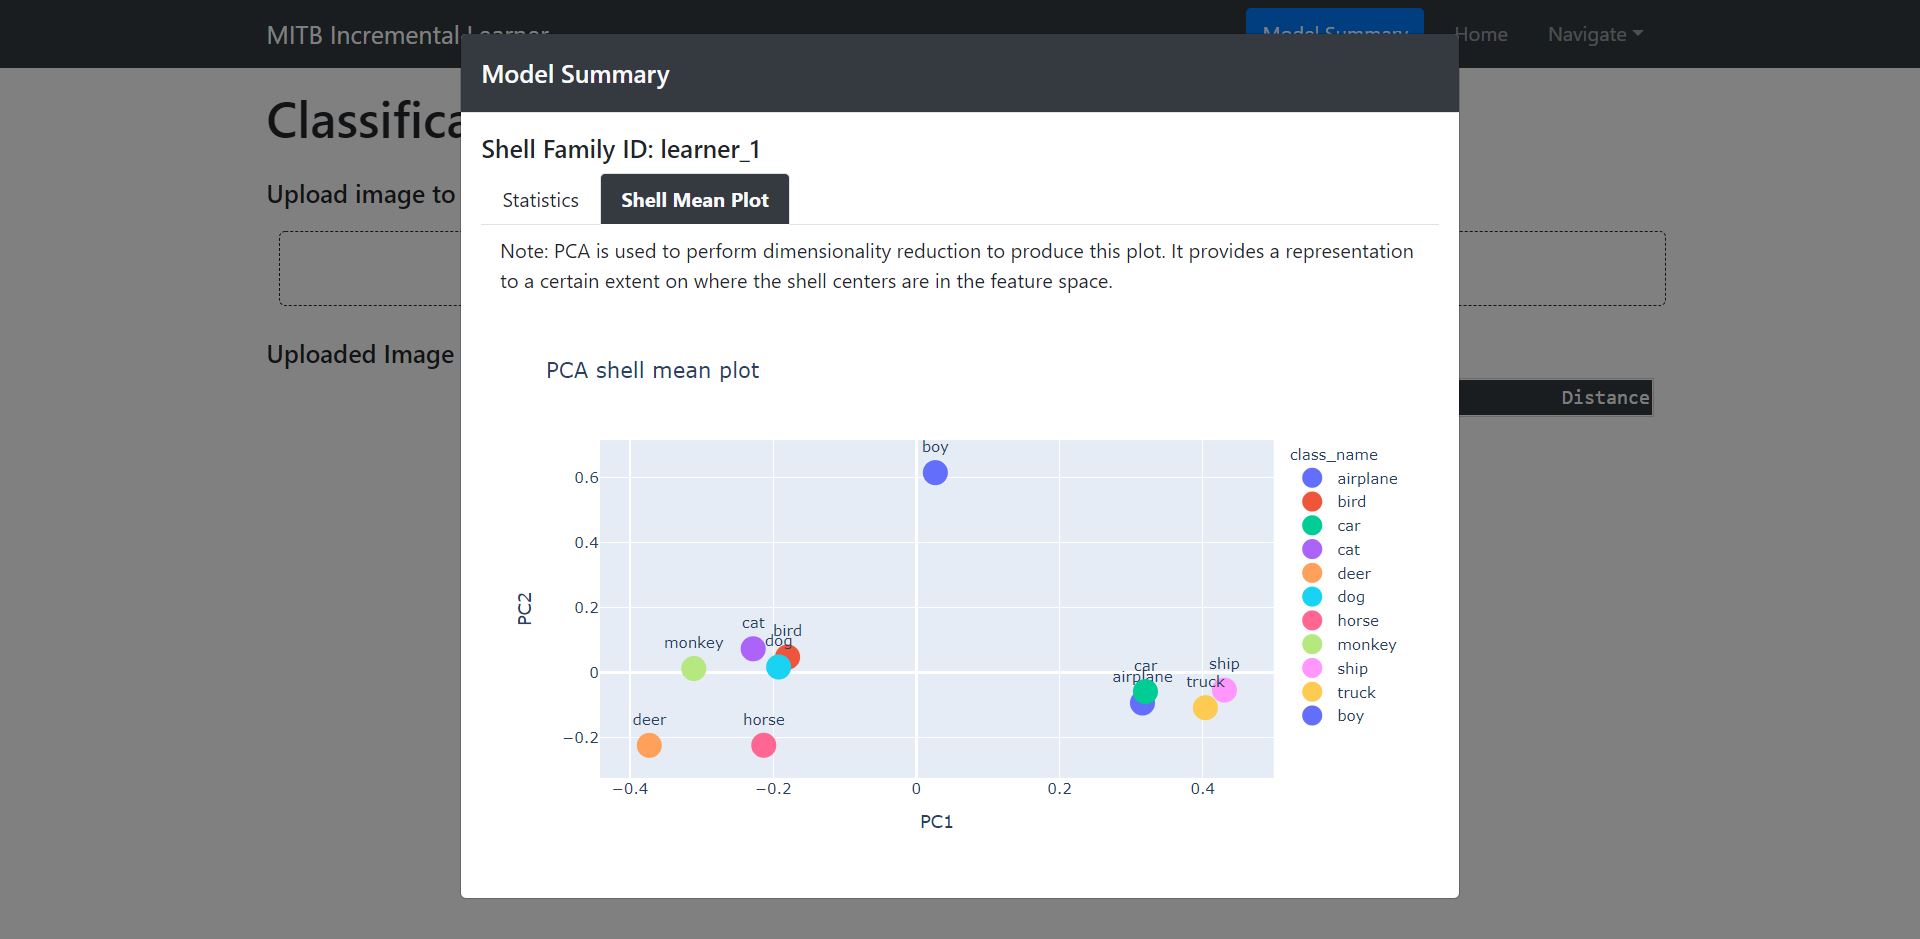 MITB Incremental Learner
Model Summary
Home
Navigate
Model Summary
Classifica
Shell Family ID: learner_1
Upload image to
Statistics
Shell Mean Plot
Note: PCA is used to perform dimensionality reduction to produce this plot. It provides a representation
to a certain extent on where the shell centers are in the feature space.
Uploaded Image
PCA shell mean plot
Distance
boy
cat
bird
dog
monkey
deer
horse
car
airplane
ship
truck
0.6
0.4
0.2
0
−0.2
PC2
−0.4
−0.2
0
0.2
0.4
PC1
class_name
airplane
bird
car
cat
deer
dog
horse
monkey
ship
truck
boy